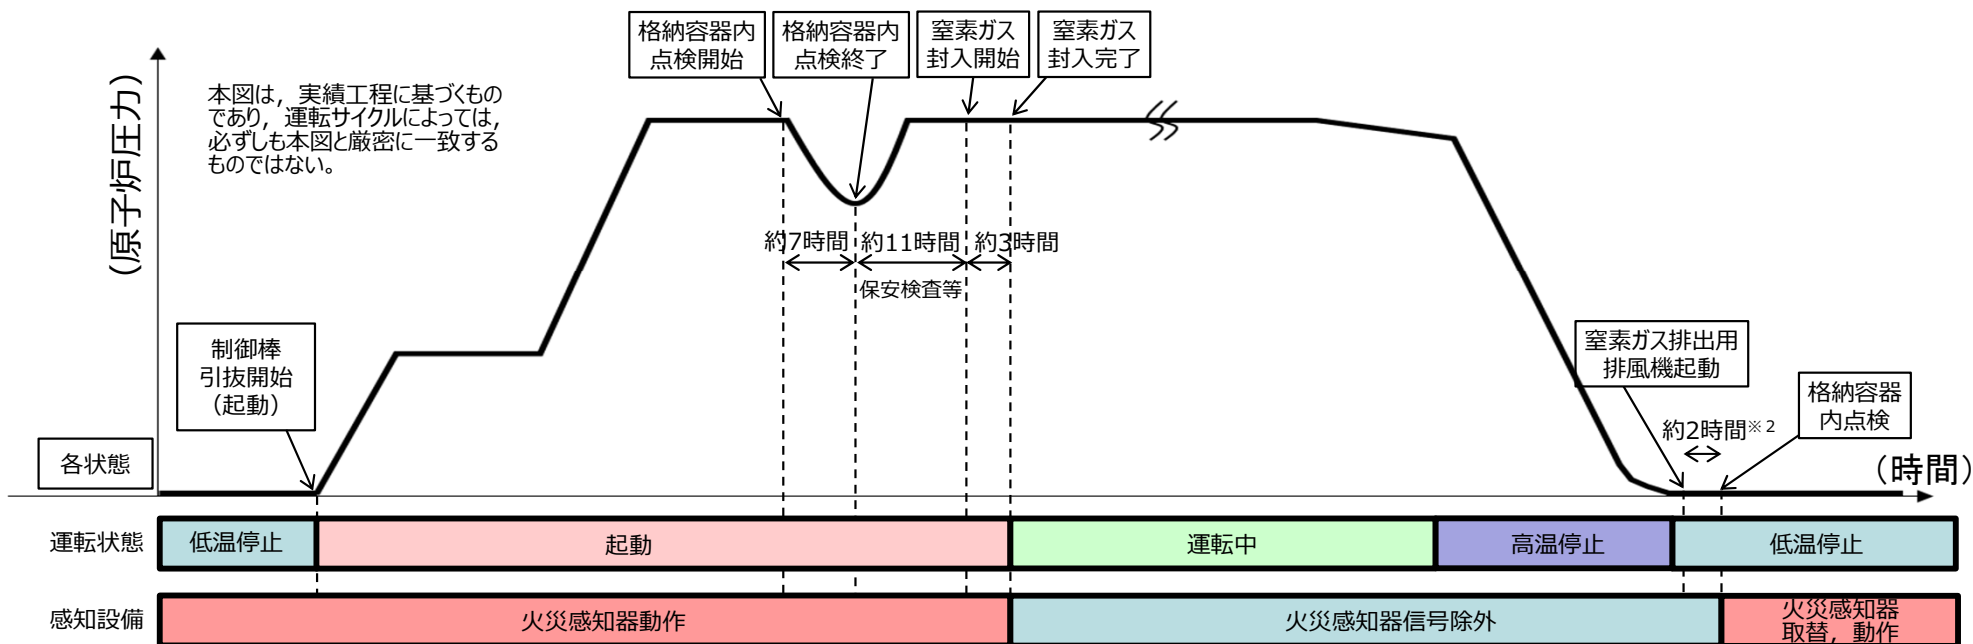 格納容器内
点検開始
格納容器内
点検終了
窒素ガス
封入開始
窒素ガス
封入完了
(原子炉圧力)
本図は，実績工程に基づくもの
であり，運転サイクルによっては，
必ずしも本図と厳密に一致する
ものではない。
約7時間
約11時間
約3時間
保安検査等
制御棒
引抜開始
（起動）
窒素ガス排出用
排風機起動
格納容器
内点検
約2時間※2
各状態
（時間）
運転状態
低温停止
起動
運転中
高温停止
低温停止
感知設備
火災感知器動作
火災感知器信号除外
火災感知器
取替，動作